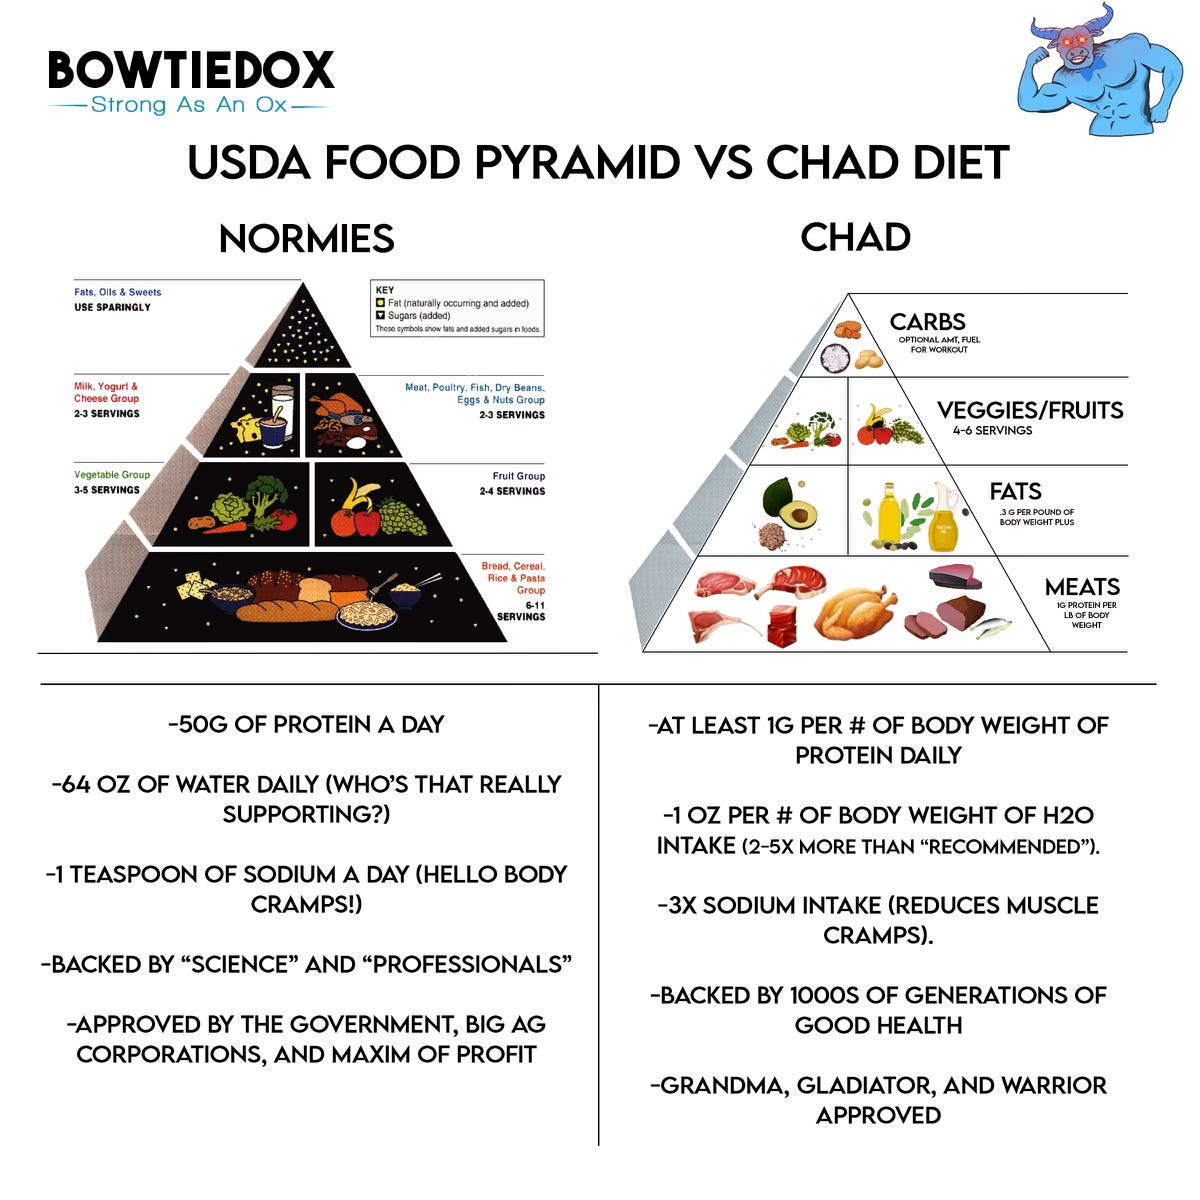 BOWTIEDOX
Strong As An Ox
USDA FOOD PYRAMID VS CHAD DIET
NORMIES
Fats, Oils & Sweets
USE SPARINGLY
KEY
Fat (naturally occurring and added)
Sugars (added)
These symbols show fats and added sugars in foods.
Milk, Yogurt &
Cheese Group
2-3 SERVINGS
Meat, Poultry, Fish, Dry Beans,
Eggs & Nuts Group
2-3 SERVINGS
Vegetable Group
3-5 SERVINGS
Fruit Group
2-4 SERVINGS
Bread, Cereal,
Rice & Pasta
Group
6-11
SERVINGS
CHAD
CARBS
OPTIONAL AMT, FUEL
FOR WORKOUT
VEGGIES/FRUITS
4-6 SERVINGS
FATS
.3 G PER POUND OF
BODY WEIGHT PLUS
MEATS
1G PROTEIN PER
LB OF BODY
WEIGHT
-50G OF PROTEIN A DAY
-64 OZ OF WATER DAILY (WHO'S THAT REALLY
SUPPORTING?)
-1 TEASPOON OF SODIUM A DAY (HELLO BODY
CRAMPS!)
-BACKED BY "SCIENCE" AND "PROFESSIONALS"
-APPROVED BY THE GOVERNMENT, BIG AG
CORPORATIONS, AND MAXIM OF PROFIT
-AT LEAST 1G PER # OF BODY WEIGHT OF
PROTEIN DAILY
-1 OZ PER # OF BODY WEIGHT OF H2O
INTAKE (2-5X MORE THAN "RECOMMENDED").
-3X SODIUM INTAKE (REDUCES MUSCLE
CRAMPS).
-BACKED BY 1000S OF GENERATIONS OF
GOOD HEALTH
-GRANDMA, GLADIATOR, AND WARRIOR
APPROVED